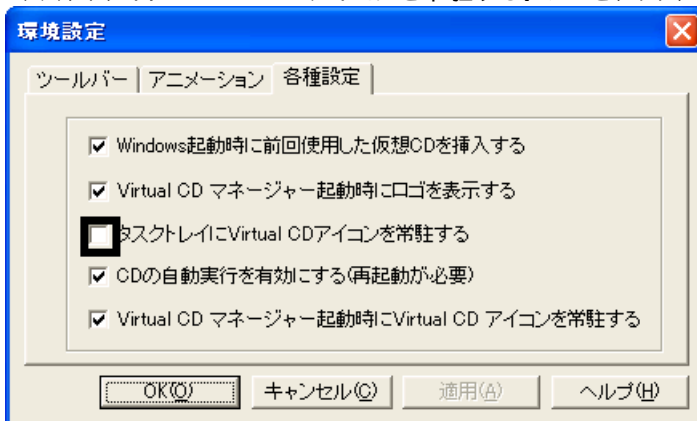 環境設定
ツールバー アニメーション 各種設定
Windows起動時に前回使用した仮想CDを挿入する
Virtual CD マネージャー起動時にロゴを表示する
タスクトレイにVirtual CDアイコンを常駐する
CDの自動実行を有効にする(再起動が必要)
Virtual CD マネージャー起動時にVirtual CD アイコンを常駐する
OK(O) キャンセル(C) 適用(A) ヘルプ(H)